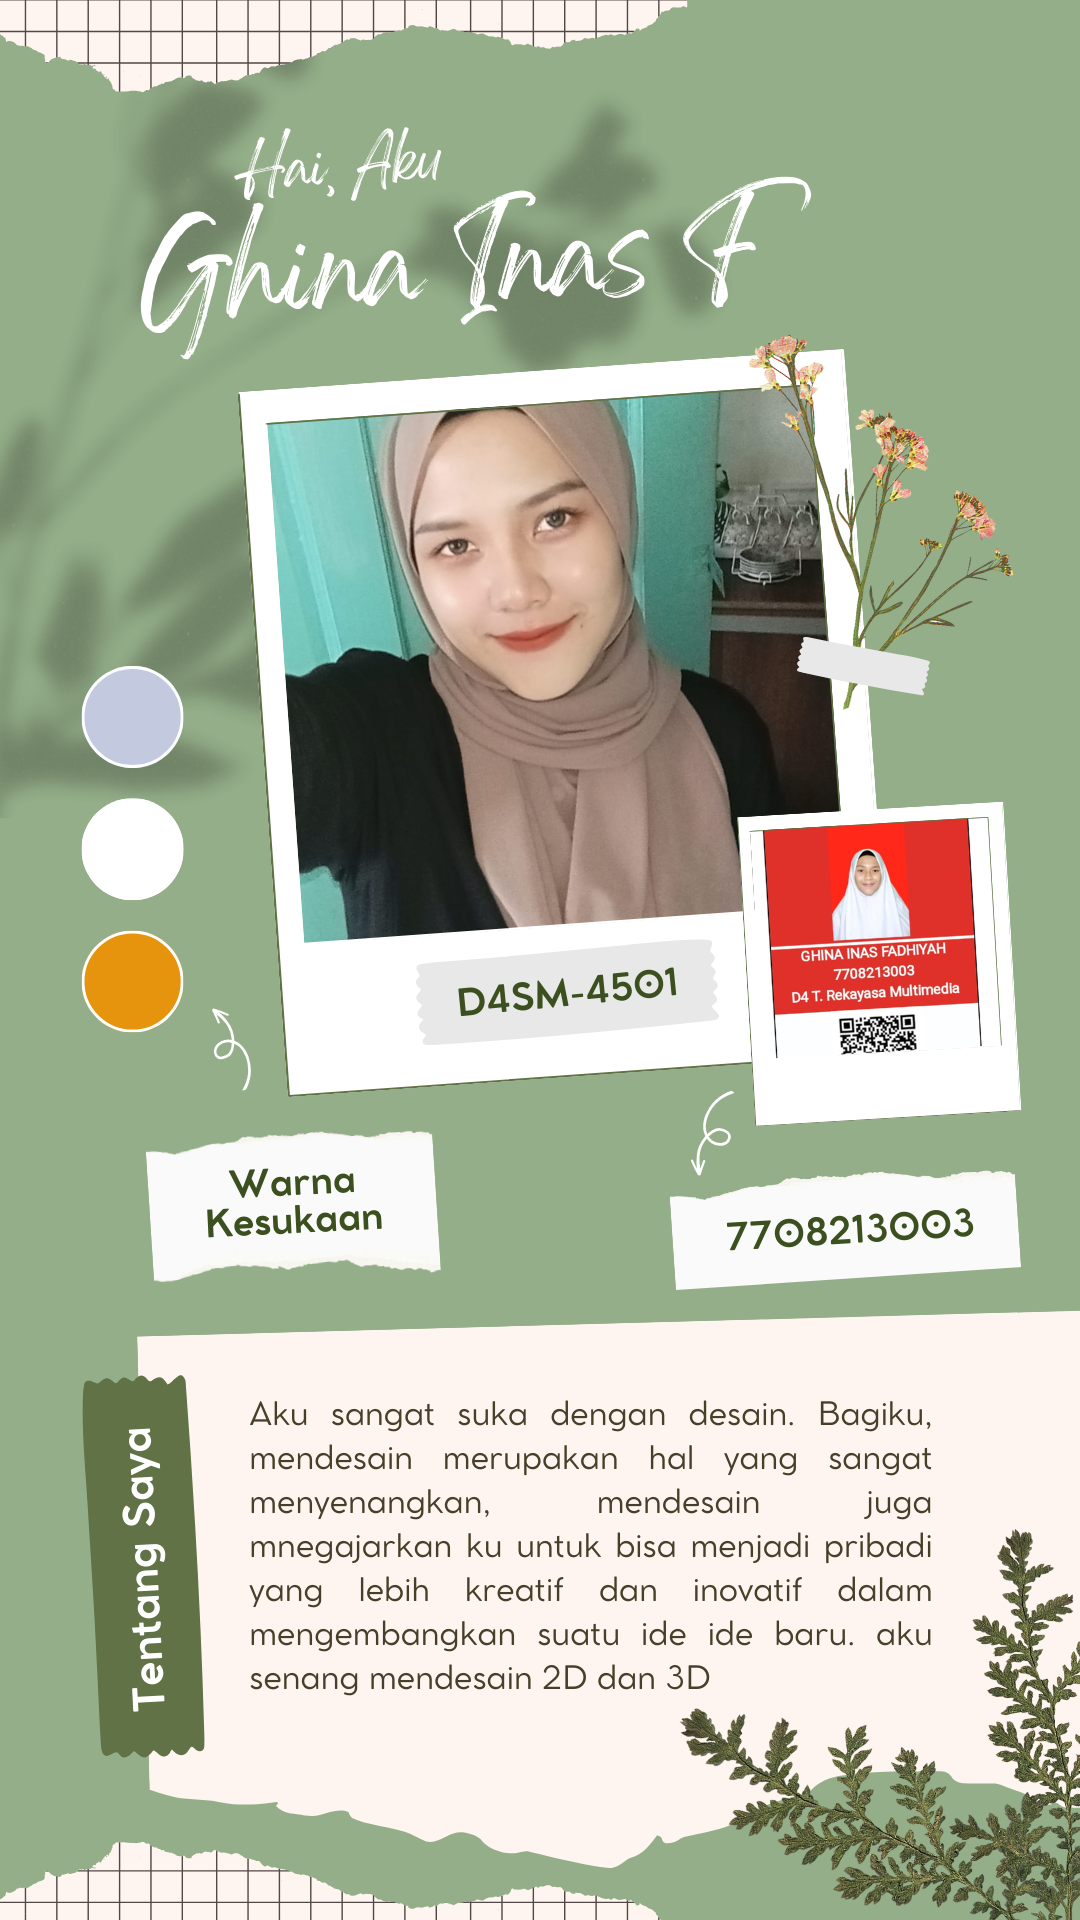 Hai, Aku
Ghina Inas F
D4SM-4501
GHINA INAS FADHIYAH
7708213003
D4 T. Rekayasa Multimedia
Warna
Kesukaan
7708213003
Tentang Saya
Aku sangat suka dengan desain. Bagiku,
mendesain merupakan hal yang sangat
menyenangkan, mendesain juga
mnegajarkan ku untuk bisa menjadi pribadi
yang lebih kreatif dan inovatif dalam
mengembangkan suatu ide ide baru. aku
senang mendesain 2D dan 3D